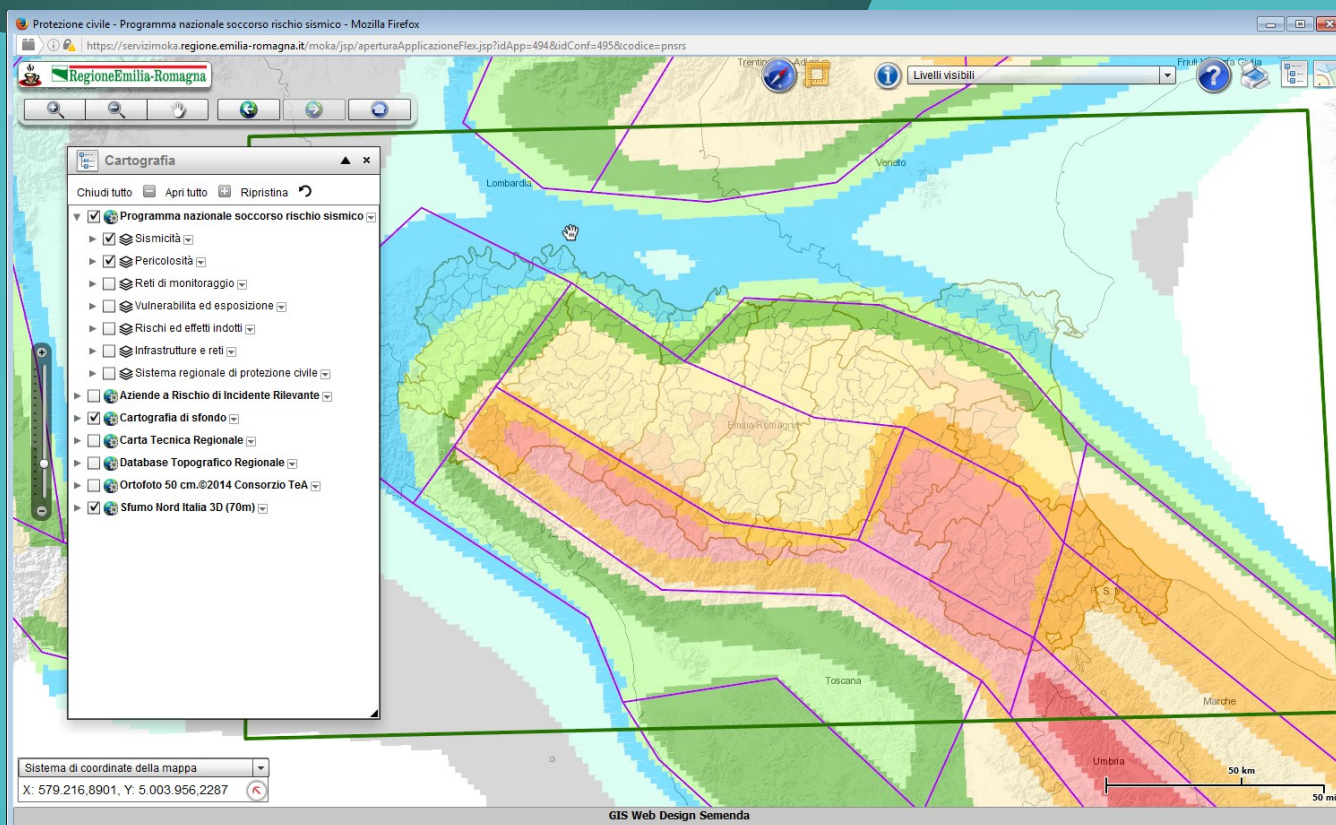 Protezione civile - Programma nazionale soccorso rischio sismico - Mozilla Firefox
https://servizimoka.regione.emilia-romagna.it/moka/jsp/aperturaApplicazioneFlex.jsp?idApp=494&idConf=495&codice=pnsrs
RegioneEmilia-Romagna
Livelli visibili
Cartografia
Chiudi tutto Apri tutto Ripristina
Programma nazionale soccorso rischio sismico
Sismicità
Pericolosità
Reti di monitoraggio
Vulnerabilita ed esposizione
Rischi ed effetti indotti
Infrastrutture e reti
Sistema regionale di protezione civile
Aziende a Rischio di Incidente Rilevante
Cartografia di sfondo
Carta Tecnica Regionale
Database Topografico Regionale
Ortofoto 50 cm.©2014 Consorzio TeA
Sfumo Nord Italia 3D (70m)
Veneto
Lombardia
Emilia-Romagna
R. S. M.
Toscana
Marche
Umbria
50 km
50 mi
Sistema di coordinate della mappa
X: 579.216,8901, Y: 5.003.956,2287
GIS Web Design Semenda